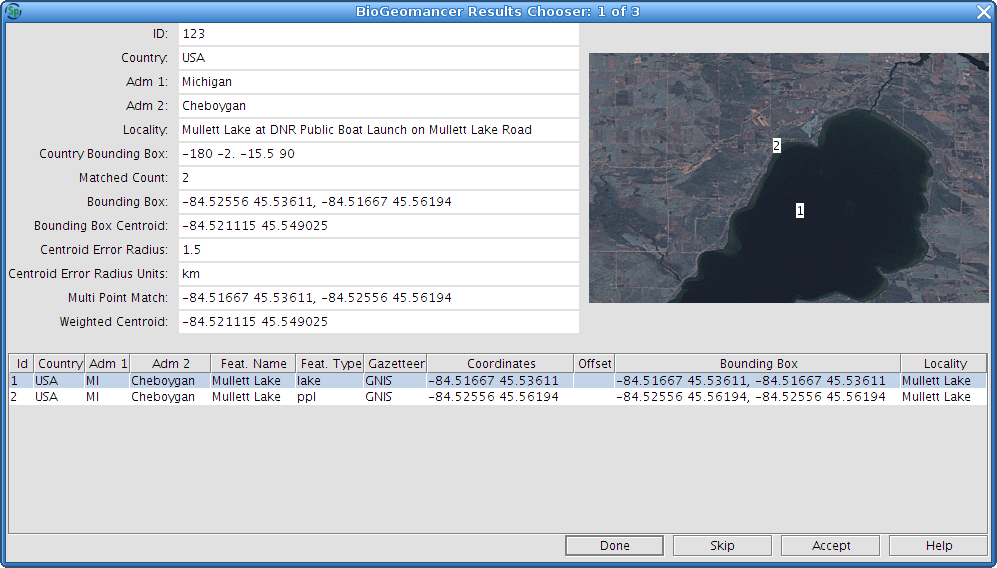 Sp BioGeomancer Results Chooser: 1 of 3
ID: 123
Country: USA
Adm 1: Michigan
Adm 2: Cheboygan
Locality: Mullett Lake at DNR Public Boat Launch on Mullett Lake Road
Country Bounding Box: -180 -2. -15.5 90
Matched Count: 2
Bounding Box: -84.52556 45.53611, -84.51667 45.56194
Bounding Box Centroid: -84.521115 45.549025
Centroid Error Radius: 1.5
Centroid Error Radius Units: km
Multi Point Match: -84.51667 45.53611, -84.52556 45.56194
Weighted Centroid: -84.521115 45.549025
2
1
Id Country Adm 1 Adm 2 Feat. Name Feat. Type Gazetteer Coordinates Offset Bounding Box Locality
1 USA MI Cheboygan Mullett Lake lake GNIS -84.51667 45.53611 -84.51667 45.53611, -84.51667 45.53611 Mullett Lake
2 USA MI Cheboygan Mullett Lake ppl GNIS -84.52556 45.56194 -84.52556 45.56194, -84.52556 45.56194 Mullett Lake
Done Skip Accept Help